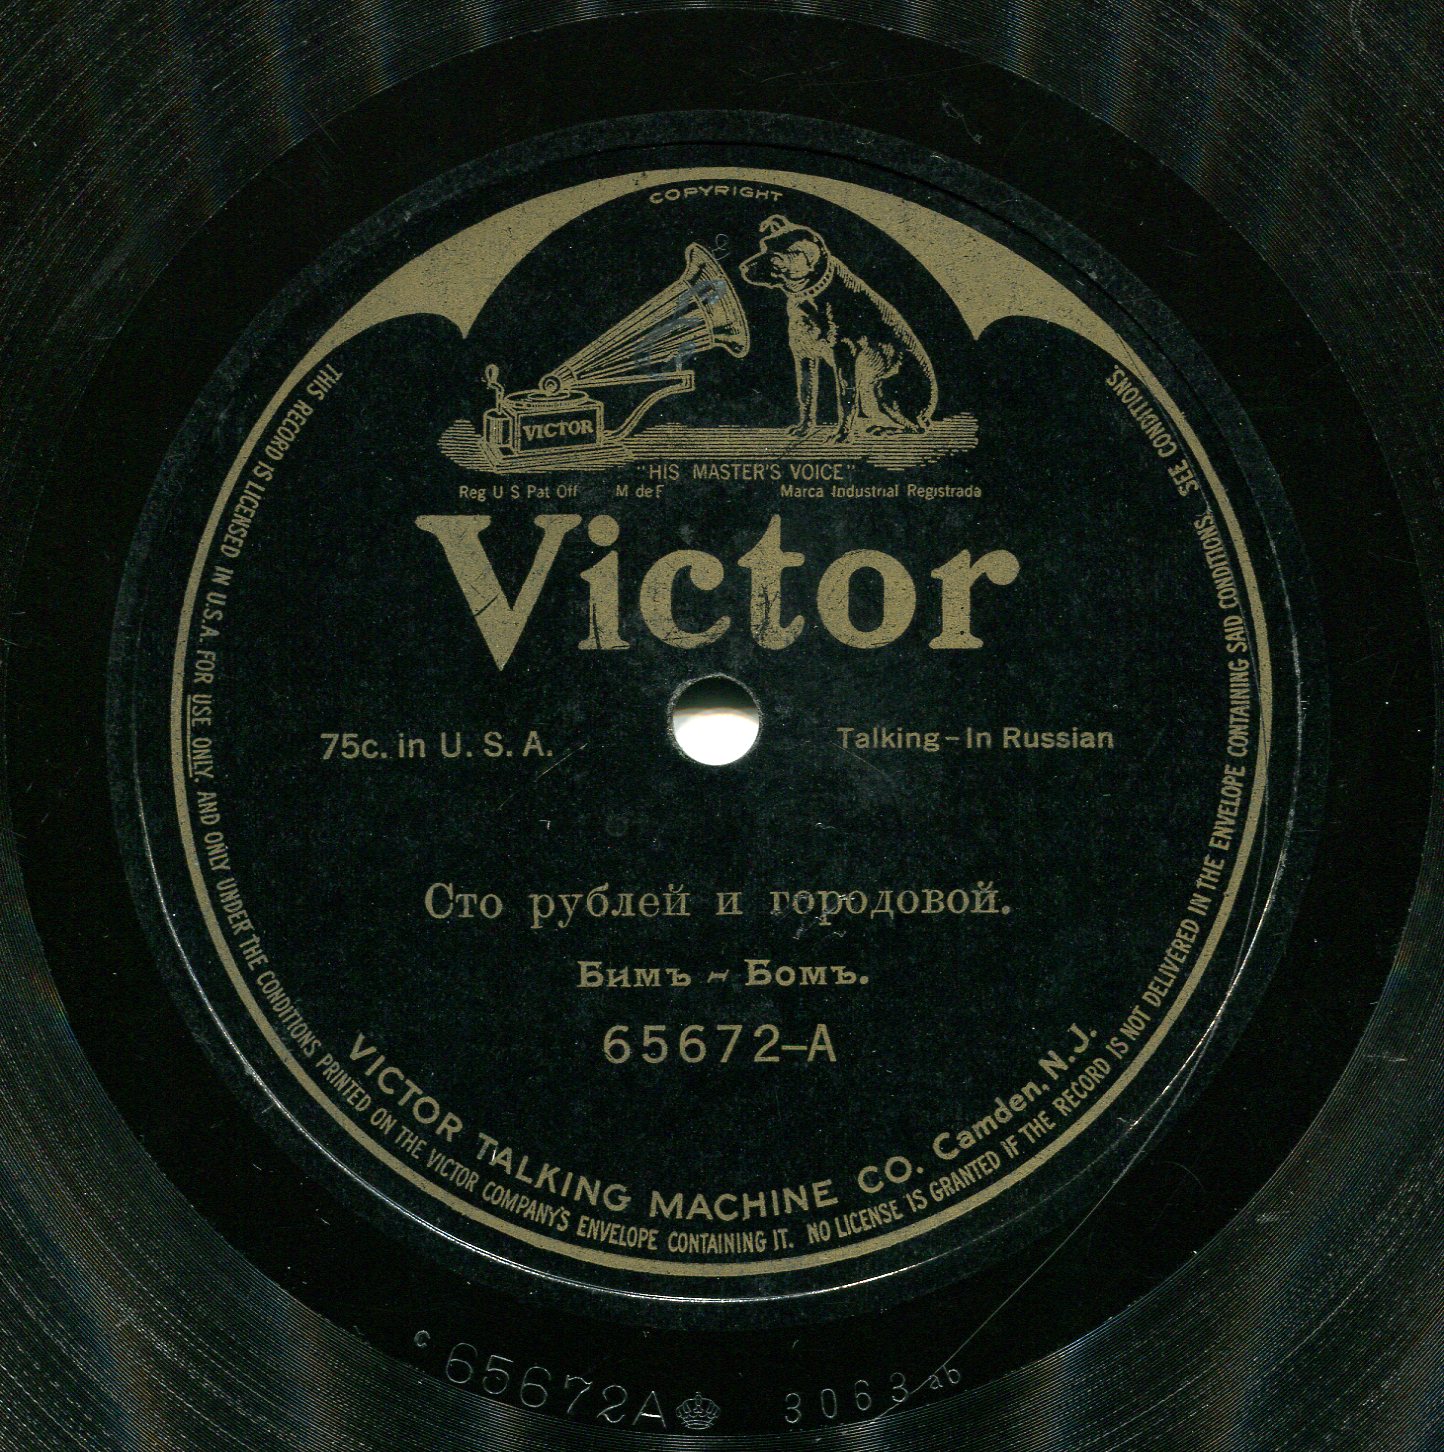 COPYRIGHT
VICTOR
"HIS MASTER'S VOICE"
Reg U S Pat Off M de F Marca Industrial Registrada
Victor
75c. in U. S. A. Talking-In Russian
Сто рублей и городовой.
Бимъ ~ Бомъ.
65672-A
VICTOR TALKING MACHINE CO. Camden, N.J.
THIS RECORD IS LICENSED IN U.S.A. FOR USE ONLY, AND ONLY UNDER THE CONDITIONS PRINTED ON THE VICTOR COMPANY'S ENVELOPE CONTAINING IT. NO LICENSE IS GRANTED IF THE RECORD IS NOT DELIVERED IN THE ENVELOPE CONTAINING SAID CONDITIONS. SEE CONDITIONS.
c 65672A 3063 ab